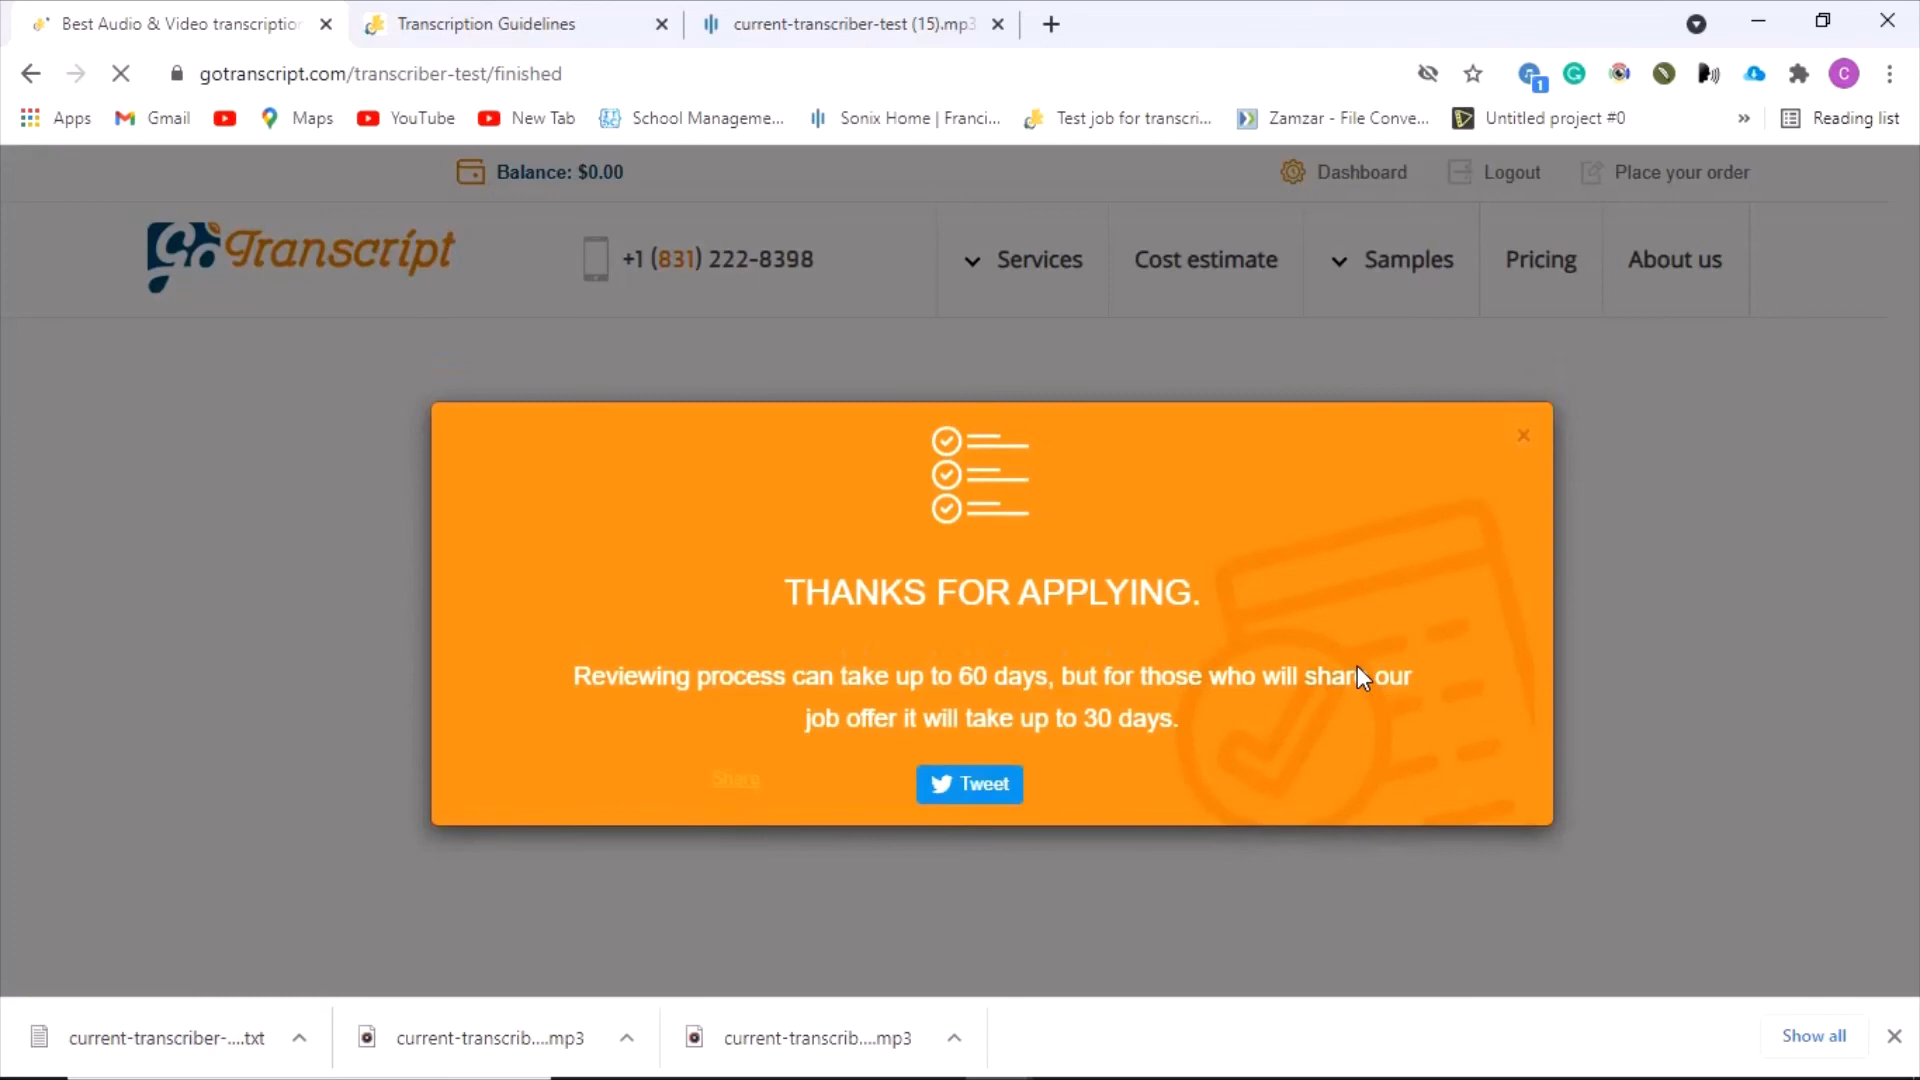 Best Audio & Video transcription
Transcription Guidelines
current-transcriber-test (15).mp3
gotranscript.com/transcriber-test/finished
1
C
Apps
Gmail
Maps
YouTube
New Tab
School Manageme...
Sonix Home | Franci...
Test job for transcri...
Zamzar - File Conve...
Untitled project #0
»
Reading list
Balance: $0.00
Dashboard
Logout
Place your order
GoTranscript
+1 (831) 222-8398
Services
Cost estimate
Samples
Pricing
About us
THANKS FOR APPLYING.
Reviewing process can take up to 60 days, but for those who will share our
job offer it will take up to 30 days.
Share
Tweet
current-transcriber-....txt
current-transcrib....mp3
current-transcrib....mp3
Show all